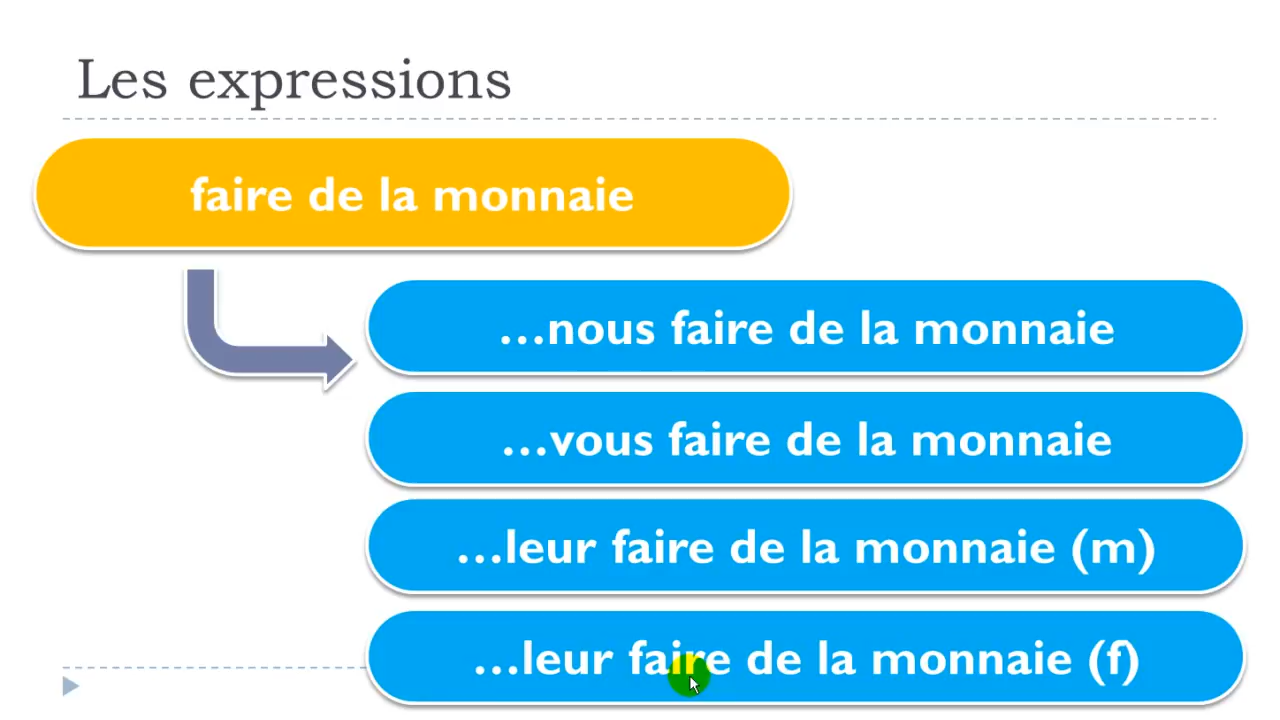 Les expressions
faire de la monnaie
...nous faire de la monnaie
...vous faire de la monnaie
...leur faire de la monnaie (m)
...leur faire de la monnaie (f)